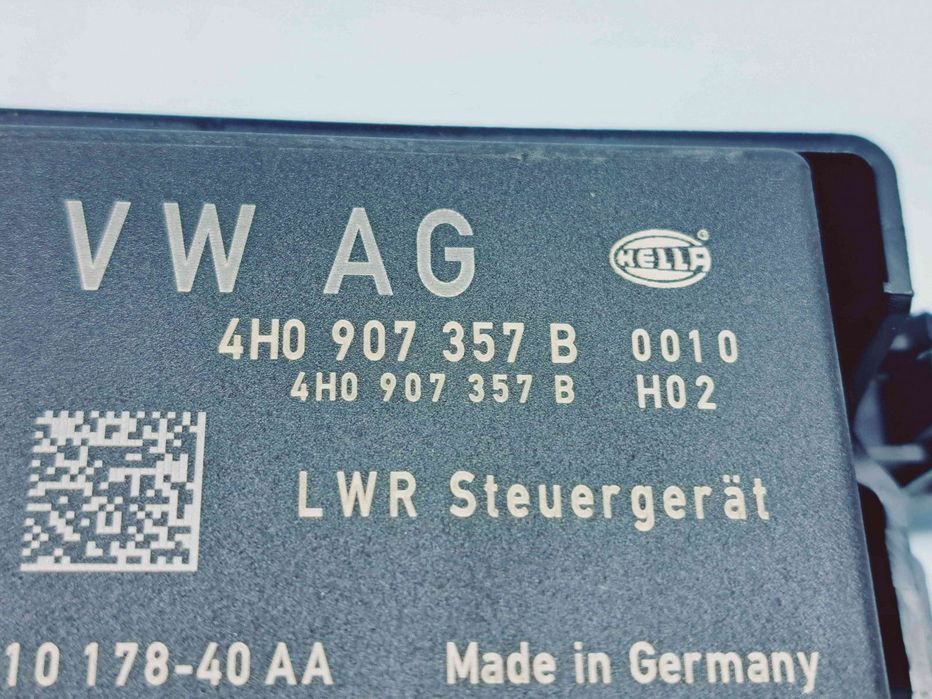 VW AG
HELLA
4H0 907 357 B 0010
4H0 907 357 B H02
LWR Steuergerät
10 178-40 AA Made in Germany